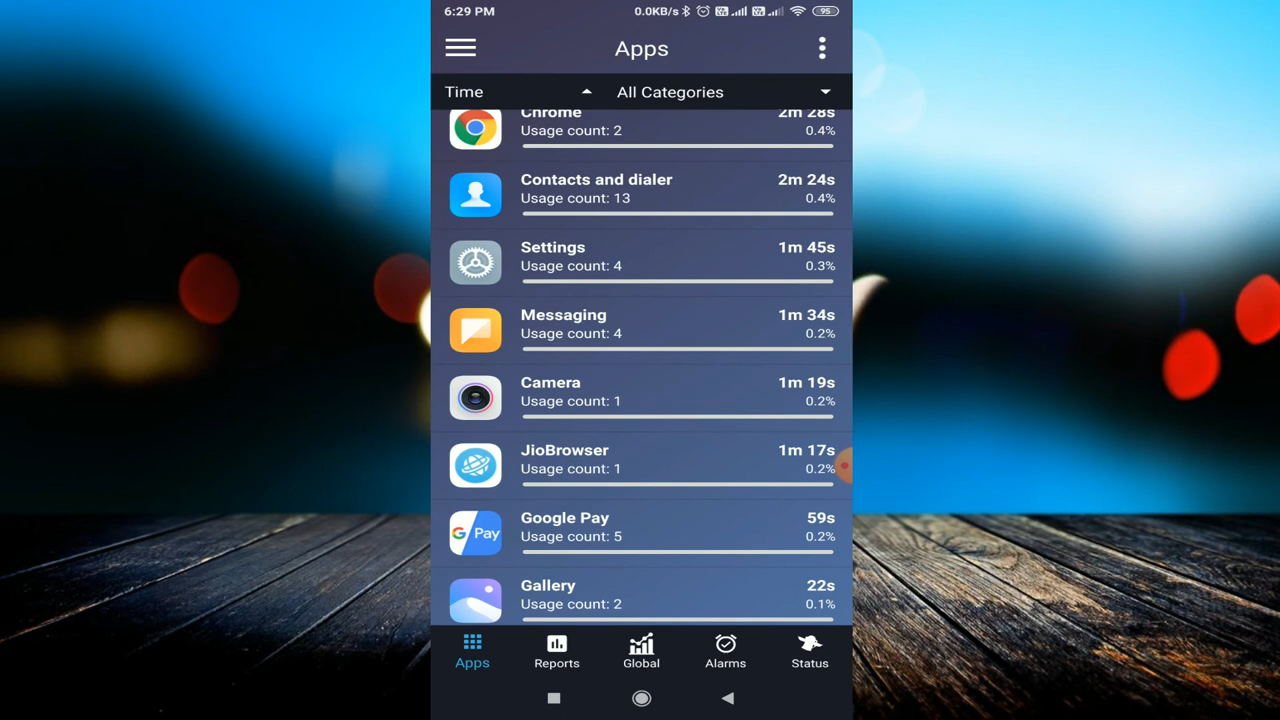 6:29 PM 0.0KB/s 95
Apps
Time All Categories
Chrome 2m 28s
Usage count: 2 0.4%
Contacts and dialer 2m 24s
Usage count: 13 0.4%
Settings 1m 45s
Usage count: 4 0.3%
Messaging 1m 34s
Usage count: 4 0.2%
Camera 1m 19s
Usage count: 1 0.2%
JioBrowser 1m 17s
Usage count: 1 0.2%
Google Pay 59s
G Pay
Usage count: 5 0.2%
Gallery 22s
Usage count: 2 0.1%
Apps Reports Global Alarms Status